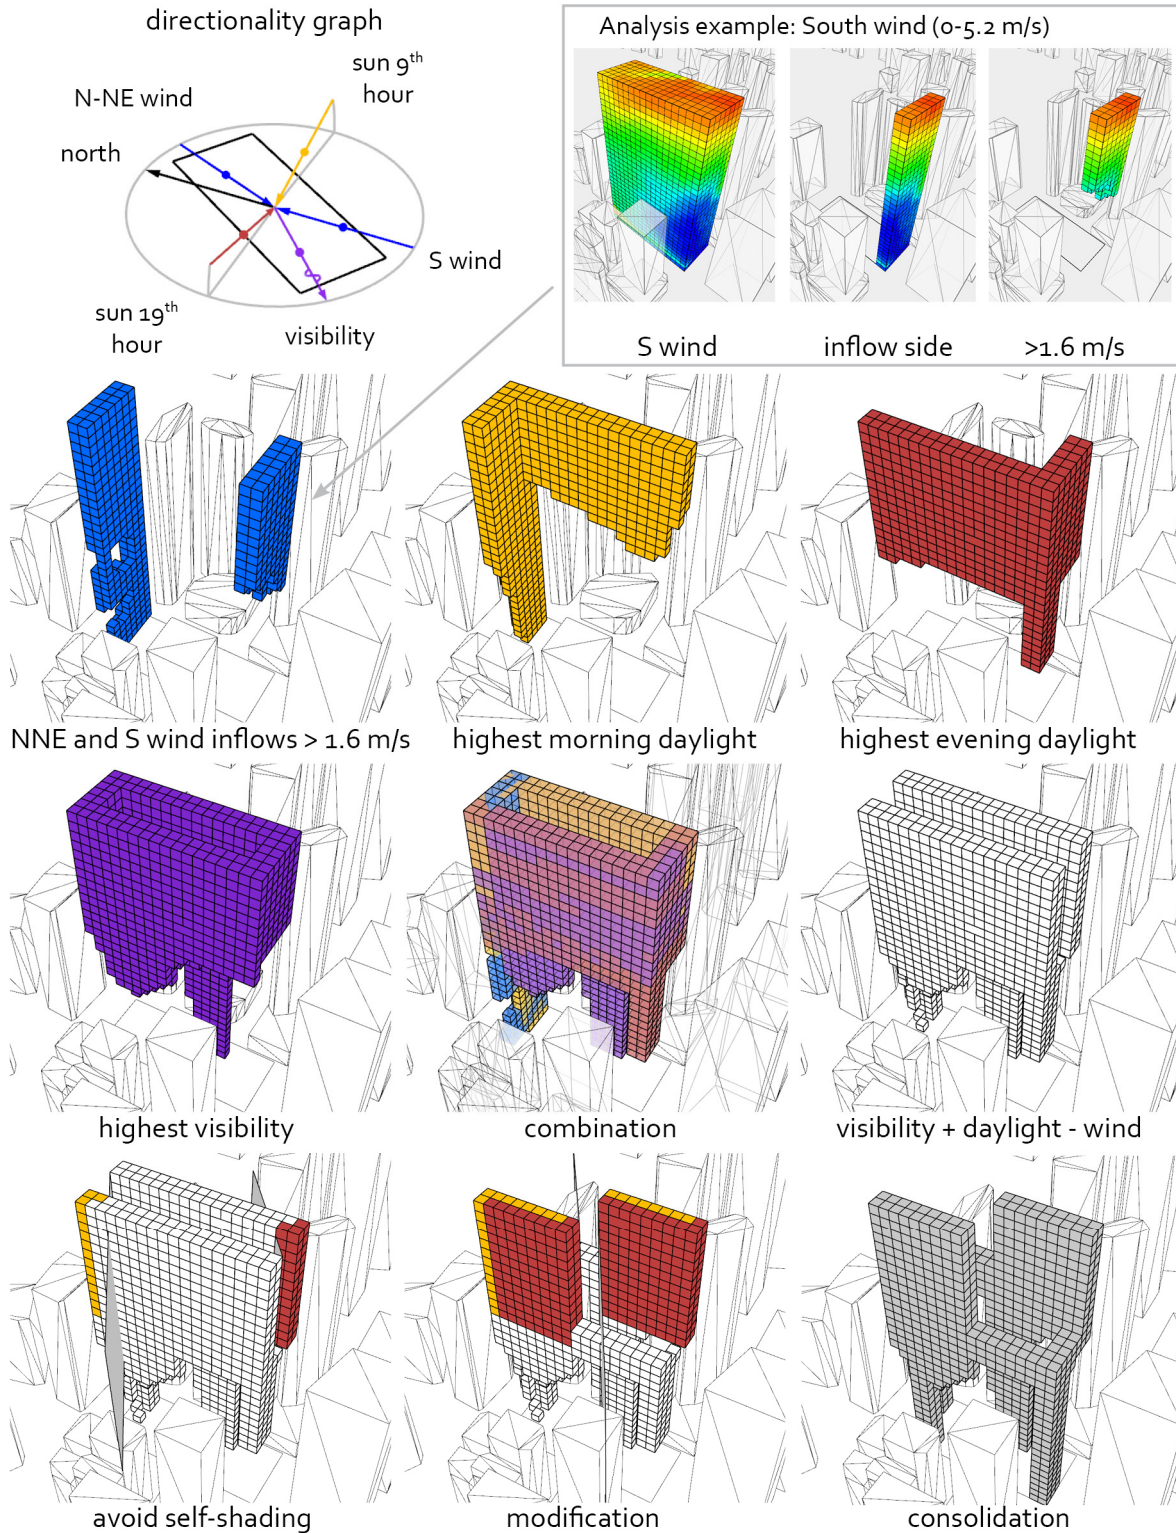 directionality graph
Analysis example: South wind (0-5.2 m/s)
sun 9th
hour
N-NE wind
north
S wind
sun 19th
hour
visibility
S wind
inflow side
>1.6 m/s
NNE and S wind inflows > 1.6 m/s
highest morning daylight
highest evening daylight
highest visibility
combination
visibility + daylight - wind
avoid self-shading
modification
consolidation